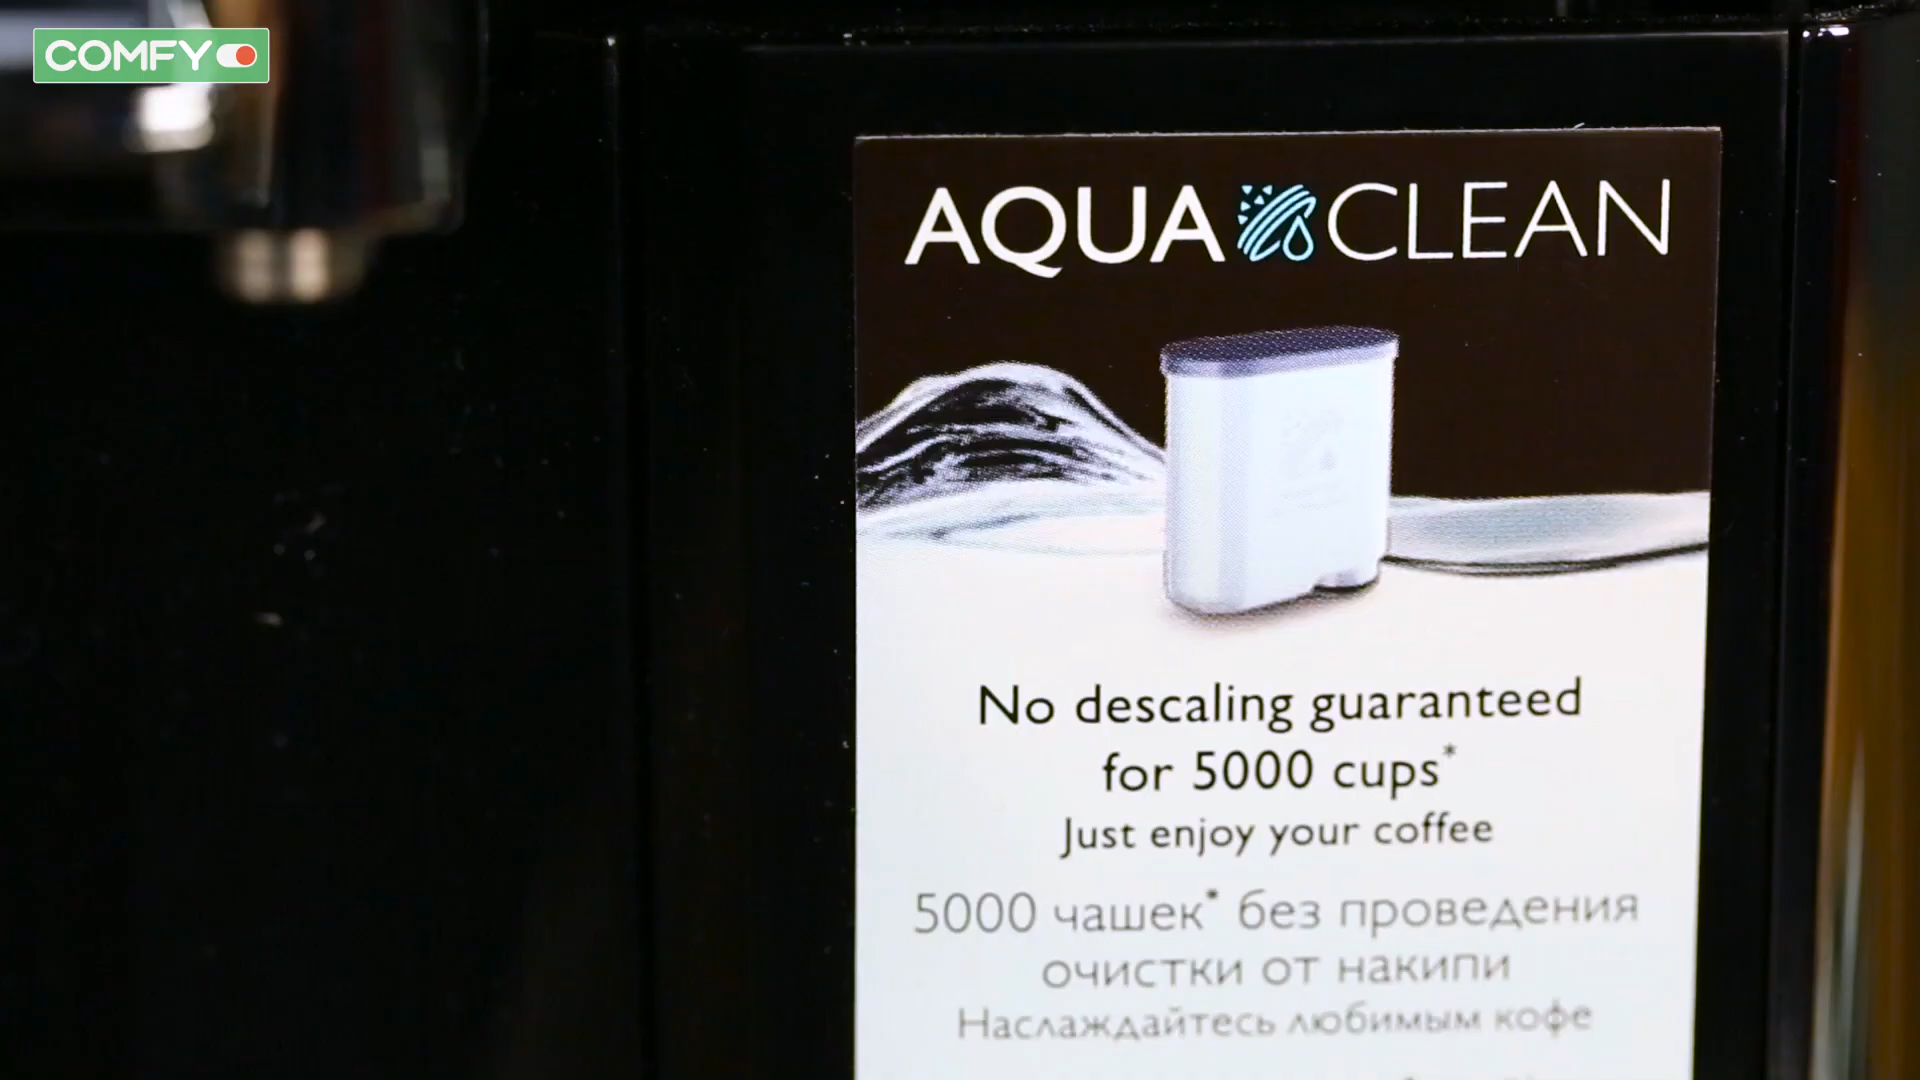 COMFY
AQUA CLEAN
No descaling guaranteed
for 5000 cups*
Just enjoy your coffee
5000 чашек* без проведения
очистки от накипи
Наслаждайтесь любимым кофе